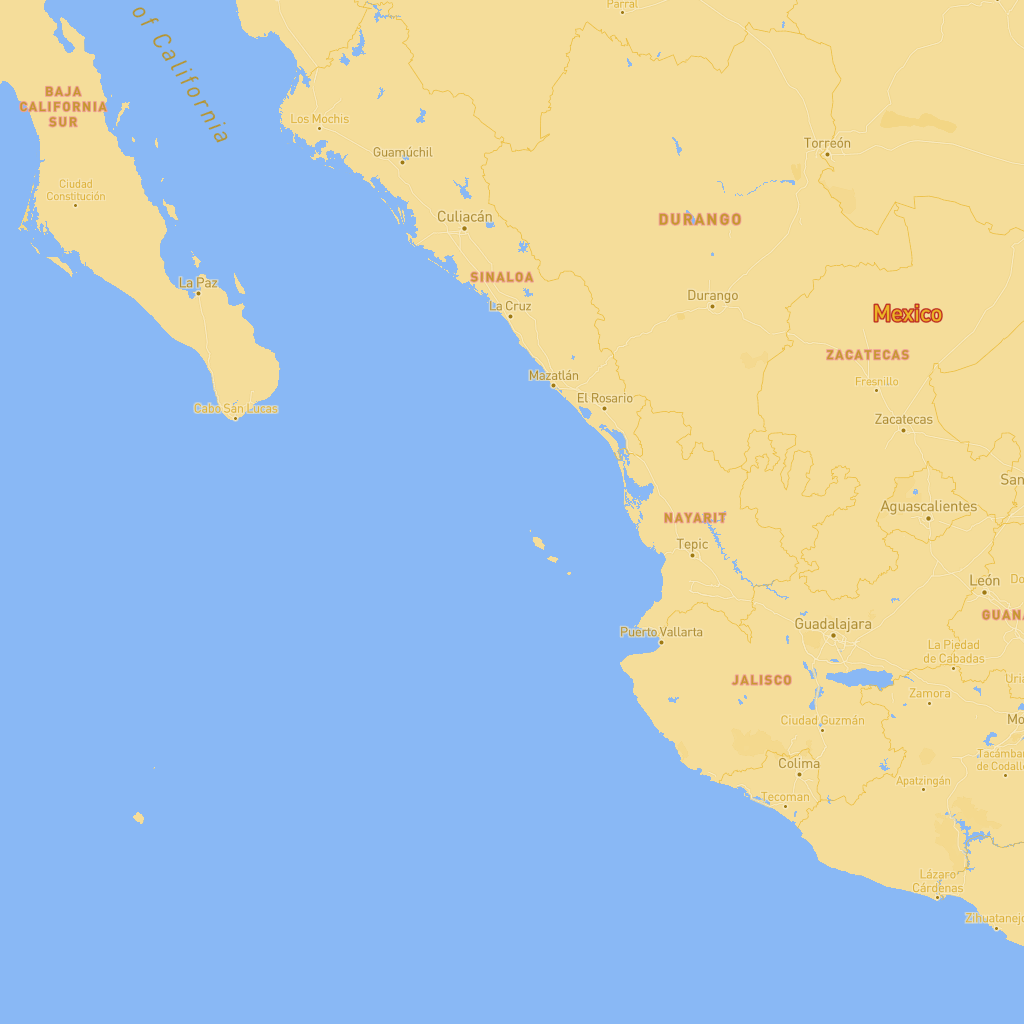 Parral
of California
BAJA
CALIFORNIA
SUR
Los Mochis
Torreón
Guamúchil
Ciudad
Constitución
Culiacán
DURANGO
SINALOA
La Paz
Durango
La Cruz
Mexico
ZACATECAS
Mazatlán
Fresnillo
El Rosario
Cabo San Lucas
Zacatecas
San
Aguascalientes
NAYARIT
Tepic
León
Do
GUANA
Guadalajara
Puerto Vallarta
La Piedad
de Cabadas
JALISCO
Uria
Zamora
Ciudad Guzmán
Mo
Tacámbar
de Codall
Colima
Apatzingán
Tecoman
Lázaro
Cárdenas
Zihuatanejo